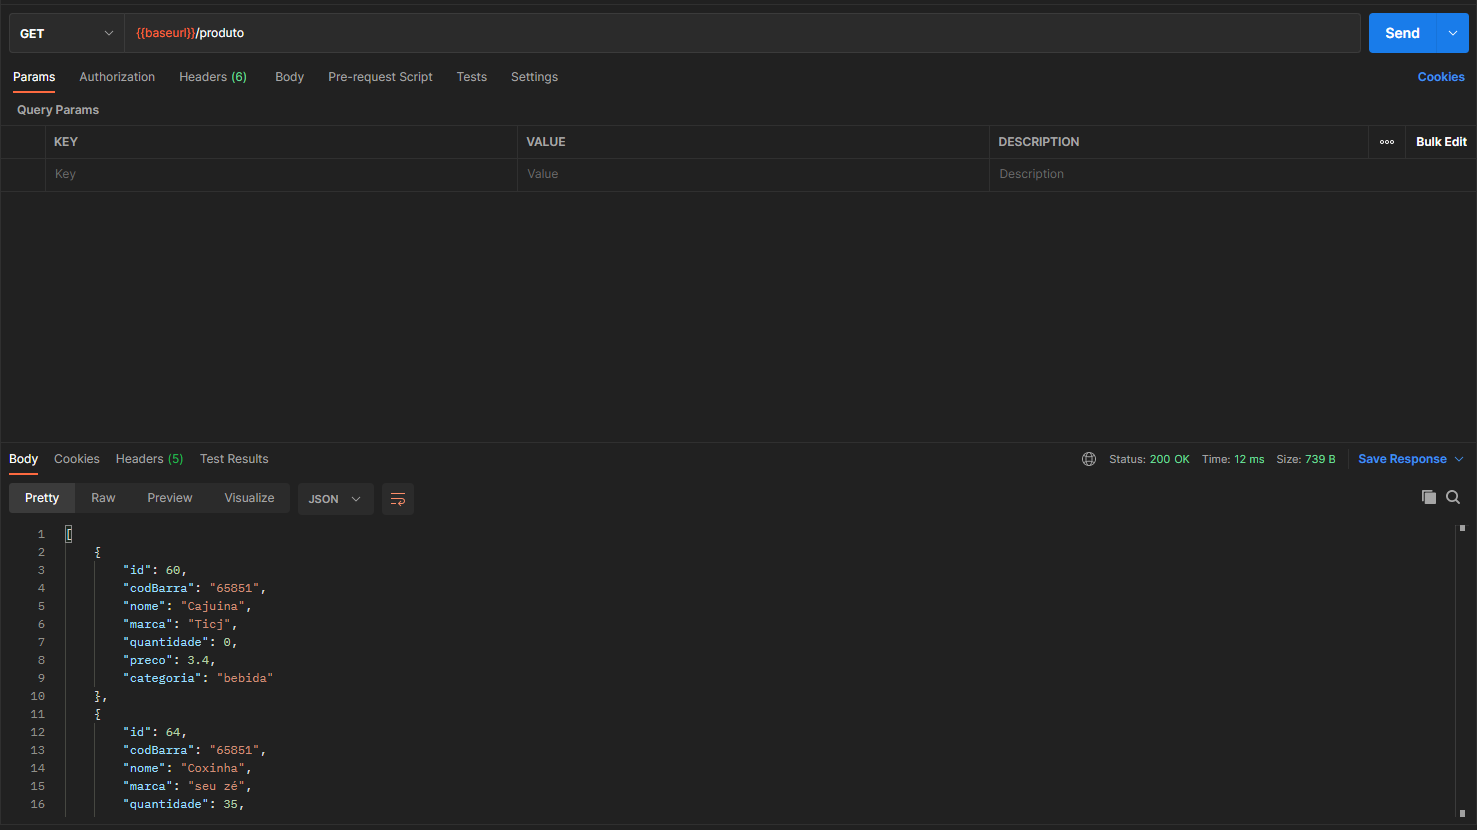 GET {{baseurl}}/produto Send
Params Authorization Headers (6) Body Pre-request Script Tests Settings Cookies
Query Params
KEY VALUE DESCRIPTION ooo Bulk Edit
Key Value Description
Body Cookies Headers (5) Test Results Status: 200 OK Time: 12 ms Size: 739 B Save Response
Pretty Raw Preview Visualize JSON
1 [
2 {
3 "id": 60,
4 "codBarra": "65851",
5 "nome": "Cajuina",
6 "marca": "Ticj",
7 "quantidade": 0,
8 "preco": 3.4,
9 "categoria": "bebida"
10 },
11 {
12 "id": 64,
13 "codBarra": "65851",
14 "nome": "Coxinha",
15 "marca": "seu zé",
16 "quantidade": 35,